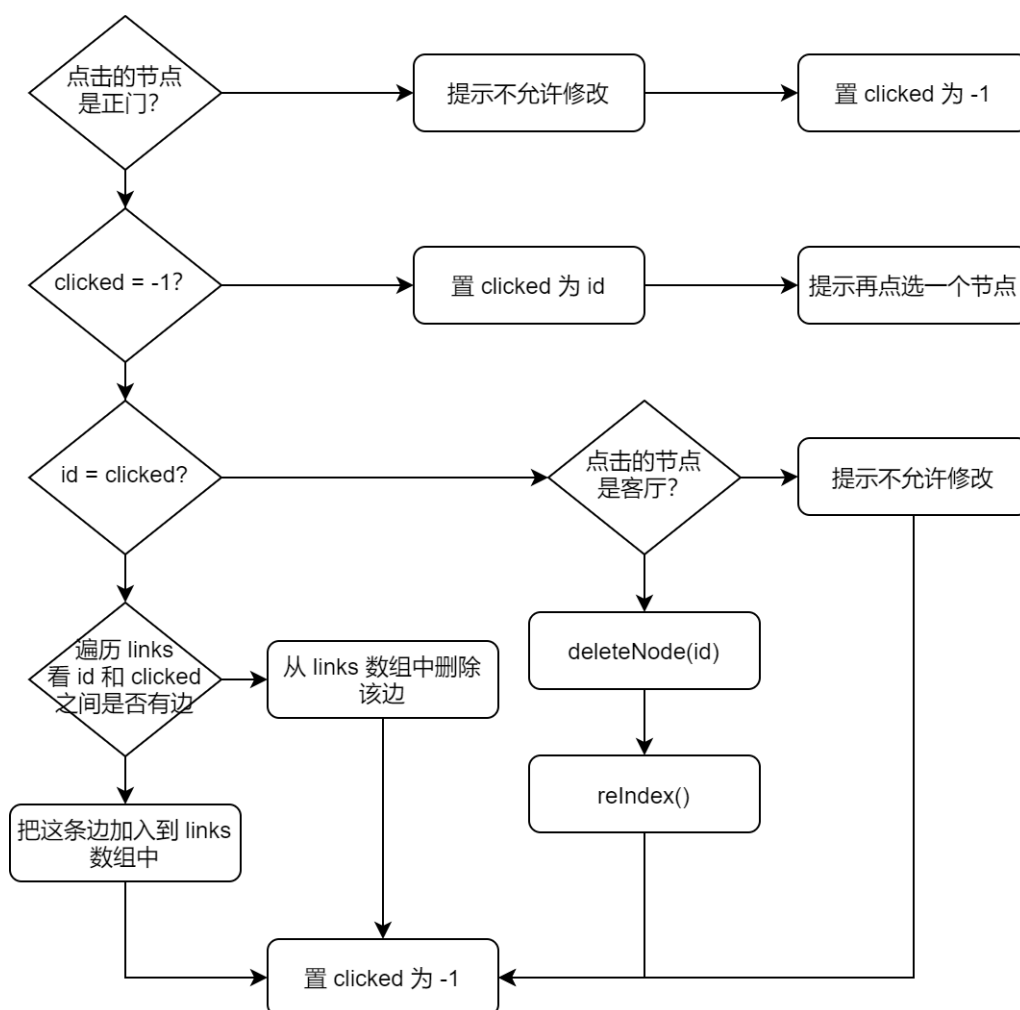 点击的节点
是正门?
提示不允许修改
置 clicked 为 -1
clicked = -1?
置 clicked 为 id
提示再点选一个节点
id = clicked?
点击的节点
是客厅?
提示不允许修改
遍历 links
看 id 和 clicked
之间是否有边
从 links 数组中删除
该边
deleteNode(id)
reIndex()
把这条边加入到 links
数组中
置 clicked 为 -1